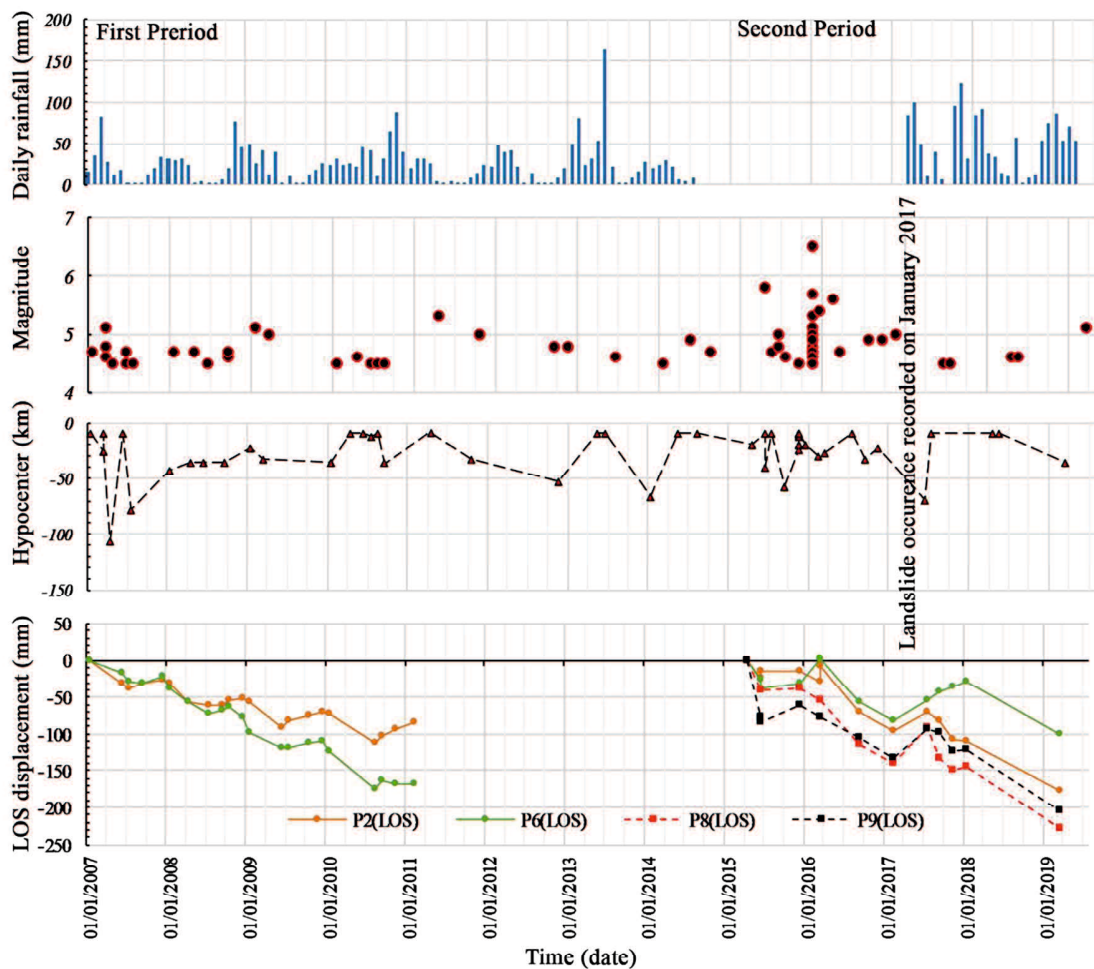 First Preriod
Second Period
Daily rainfall (mm)
200
150
100
50
0
Magnitude
7
6
5
4
Hypocenter (km)
0
-50
-100
-150
Landslide occurence recorded on January 2017
LOS displacement (mm)
50
0
-50
-100
-150
-200
-250
P2(LOS) P6(LOS) P8(LOS) P9(LOS)
01/01/2007 01/01/2008 01/01/2009 01/01/2010 01/01/2011 01/01/2012 01/01/2013 01/01/2014 01/01/2015 01/01/2016 01/01/2017 01/01/2018 01/01/2019
Time (date)